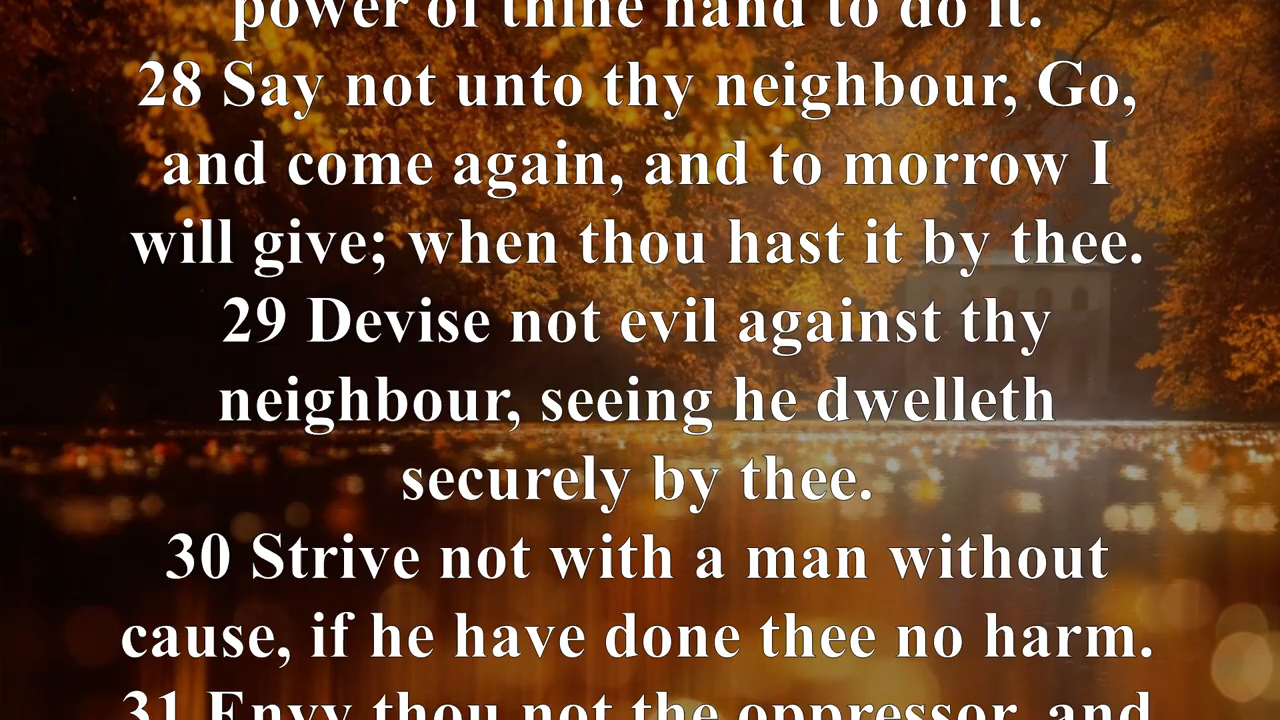 power of thine hand to do it.
28 Say not unto thy neighbour, Go,
and come again, and to morrow I
will give; when thou hast it by thee.
29 Devise not evil against thy
neighbour, seeing he dwelleth
securely by thee.
30 Strive not with a man without
cause, if he have done thee no harm.
31 Envy thou not the oppressor, and